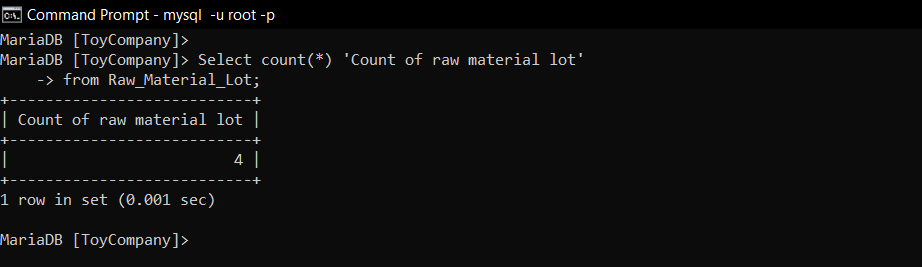 Command Prompt - mysql  -u root -p
MariaDB [ToyCompany]>
MariaDB [ToyCompany]> Select count(*) 'Count of raw material lot'
    -> from Raw_Material_Lot;
+---------------------------+
| Count of raw material lot |
+---------------------------+
|                         4 |
+---------------------------+
1 row in set (0.001 sec)
MariaDB [ToyCompany]>